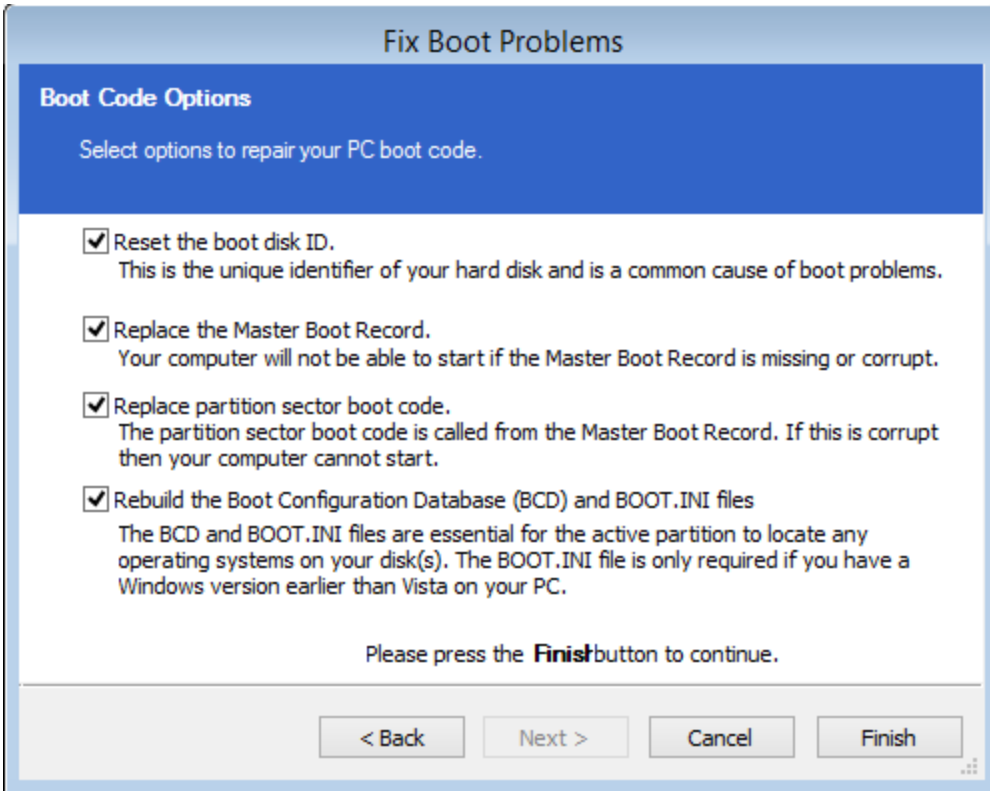 Fix Boot Problems
Boot Code Options
Select options to repair your PC boot code.
Reset the boot disk ID.
This is the unique identifier of your hard disk and is a common cause of boot problems.
Replace the Master Boot Record.
Your computer will not be able to start if the Master Boot Record is missing or corrupt.
Replace partition sector boot code.
The partition sector boot code is called from the Master Boot Record. If this is corrupt
then your computer cannot start.
Rebuild the Boot Configuration Database (BCD) and BOOT.INI files
The BCD and BOOT.INI files are essential for the active partition to locate any
operating systems on your disk(s). The BOOT.INI file is only required if you have a
Windows version earlier than Vista on your PC.
Please press the Finish button to continue.
< Back
Next >
Cancel
Finish